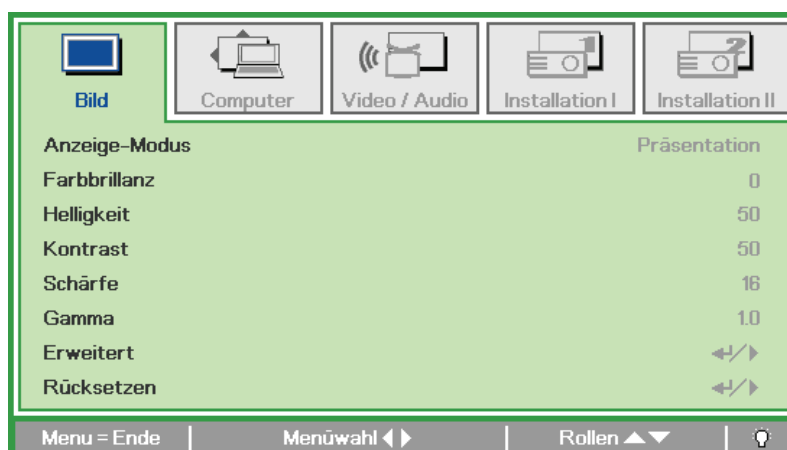 Bild Computer Video / Audio Installation I Installation II
Anzeige-Modus Präsentation
Farbbrillanz 0
Helligkeit 50
Kontrast 50
Schärfe 16
Gamma 1.0
Erweitert
Rücksetzen
Menu = Ende Menüwahl Rollen